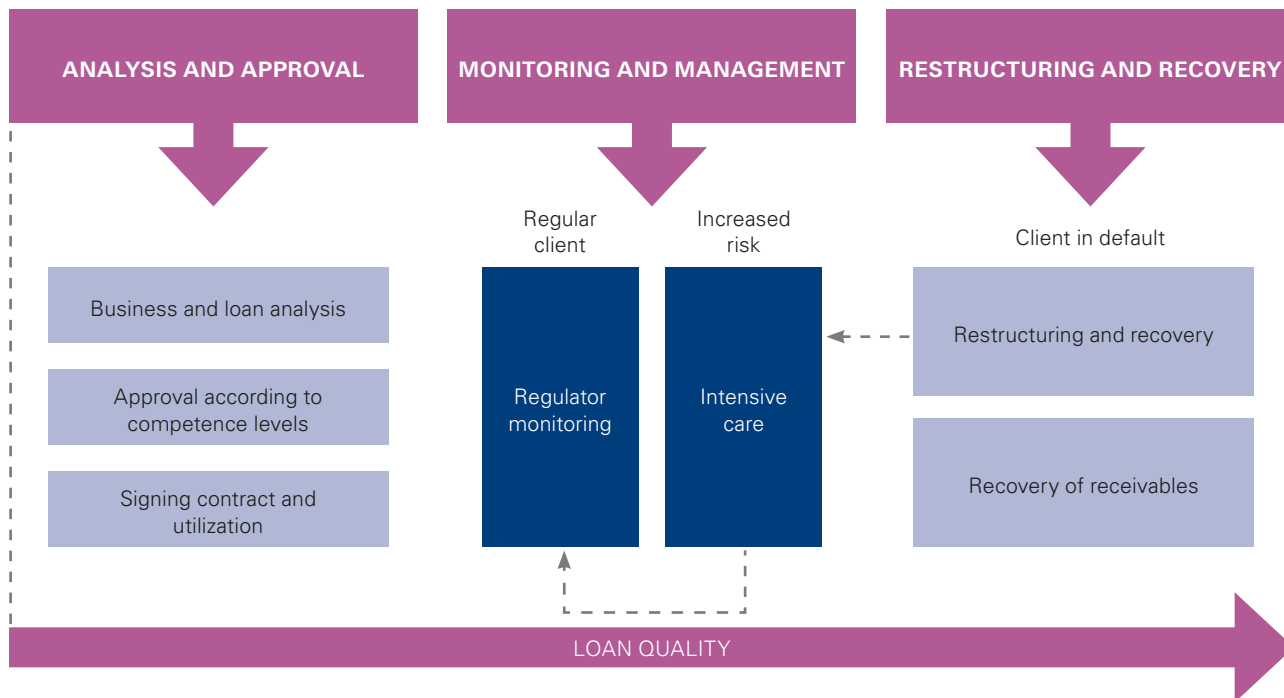 ANALYSIS AND APPROVAL
MONITORING AND MANAGEMENT
RESTRUCTURING AND RECOVERY
Business and loan analysis
Approval according to
competence levels
Signing contract and
utilization
Regular
client
Increased
risk
Regulator
monitoring
Intensive
care
Client in default
Restructuring and recovery
Recovery of receivables
LOAN QUALITY